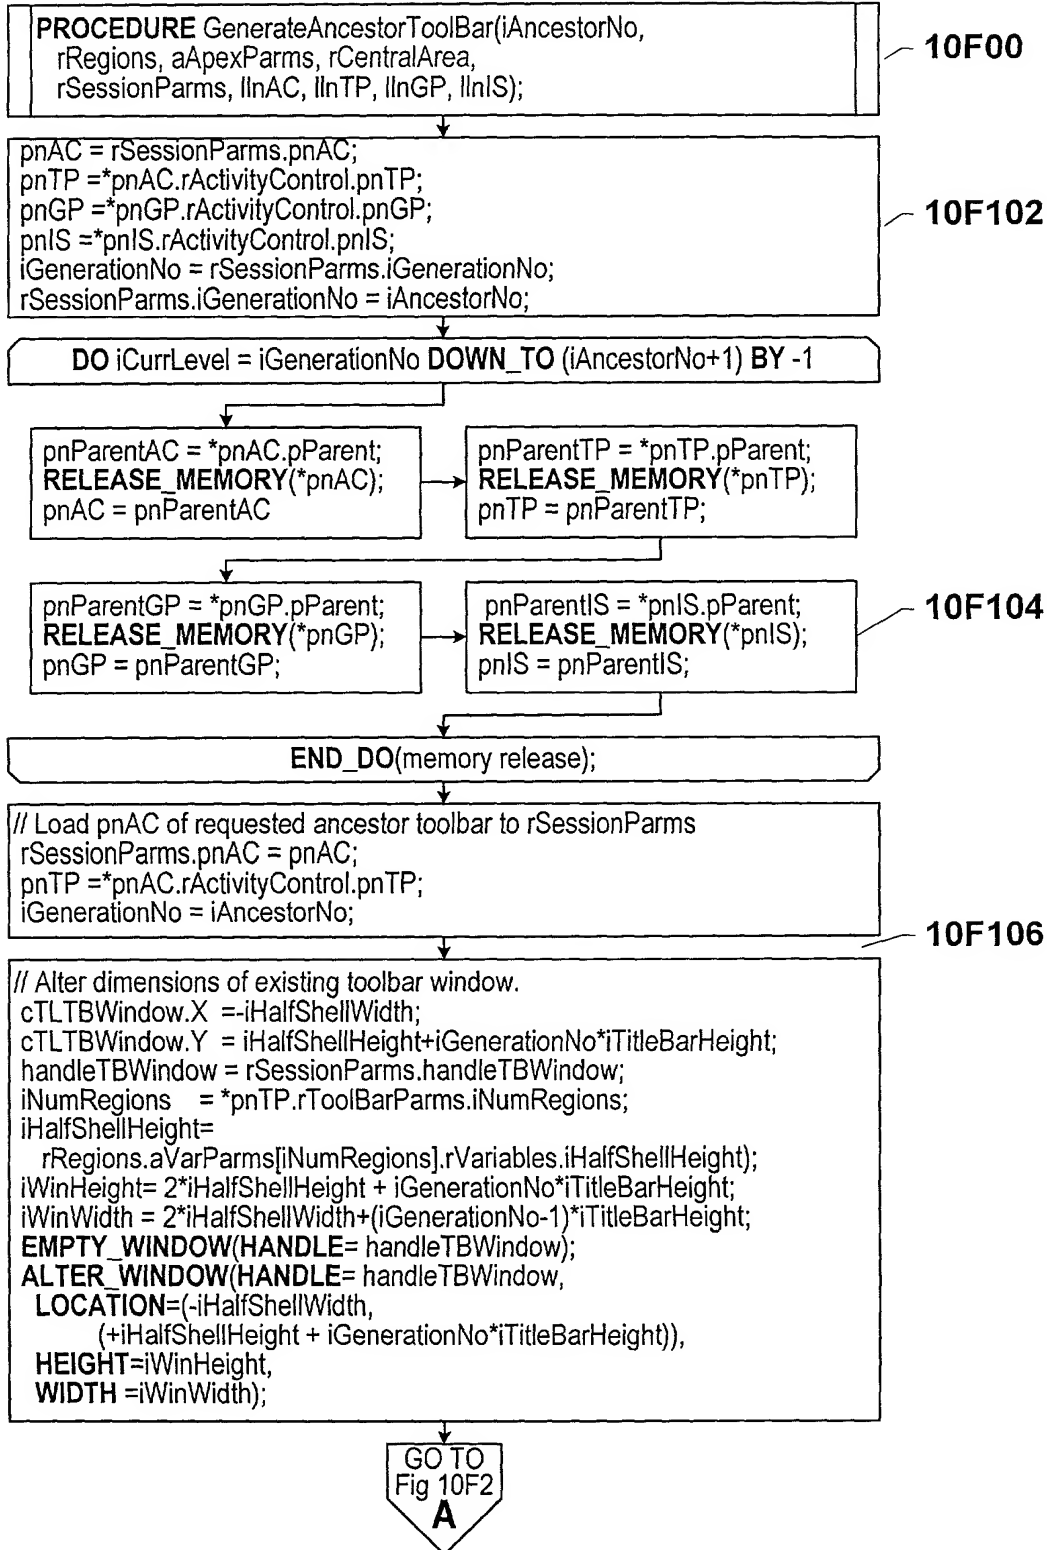 PROCEDURE GenerateAncestorToolBar(iAncestorNo,
rRegions, aApexParms, rCentralArea,
rSessionParms, llnAC, llnTP, llnGP, llnIS);
10F00
pnAC = rSessionParms.pnAC;
pnTP =*pnAC.rActivityControl.pnTP;
pnGP =*pnGP.rActivityControl.pnGP;
pnIS =*pnIS.rActivityControl.pnIS;
iGenerationNo = rSessionParms.iGenerationNo;
rSessionParms.iGenerationNo = iAncestorNo;
10F102
DO iCurrLevel = iGenerationNo DOWN_TO (iAncestorNo+1) BY -1
pnParentAC = *pnAC.pParent;
RELEASE_MEMORY(*pnAC);
pnAC = pnParentAC
pnParentTP = *pnTP.pParent;
RELEASE_MEMORY(*pnTP);
pnTP = pnParentTP;
pnParentGP = *pnGP.pParent;
RELEASE_MEMORY(*pnGP);
pnGP = pnParentGP;
pnParentIS = *pnIS.pParent;
RELEASE_MEMORY(*pnIS);
pnIS = pnParentIS;
10F104
END_DO(memory release);
// Load pnAC of requested ancestor toolbar to rSessionParms
rSessionParms.pnAC = pnAC;
pnTP =*pnAC.rActivityControl.pnTP;
iGenerationNo = iAncestorNo;
10F106
// Alter dimensions of existing toolbar window.
cTLTBWindow.X =-iHalfShellWidth;
cTLTBWindow.Y = iHalfShellHeight+iGenerationNo*iTitleBarHeight;
handleTBWindow = rSessionParms.handleTBWindow;
iNumRegions = *pnTP.rToolBarParms.iNumRegions;
iHalfShellHeight=
rRegions.aVarParms[iNumRegions].rVariables.iHalfShellHeight);
iWinHeight= 2*iHalfShellHeight + iGenerationNo*iTitleBarHeight;
iWinWidth = 2*iHalfShellWidth+(iGenerationNo-1)*iTitleBarHeight;
EMPTY_WINDOW(HANDLE= handleTBWindow);
ALTER_WINDOW(HANDLE= handleTBWindow,
LOCATION=(-iHalfShellWidth,
(+iHalfShellHeight + iGenerationNo*iTitleBarHeight)),
HEIGHT=iWinHeight,
WIDTH =iWinWidth);
GO TO
Fig 10F2
A